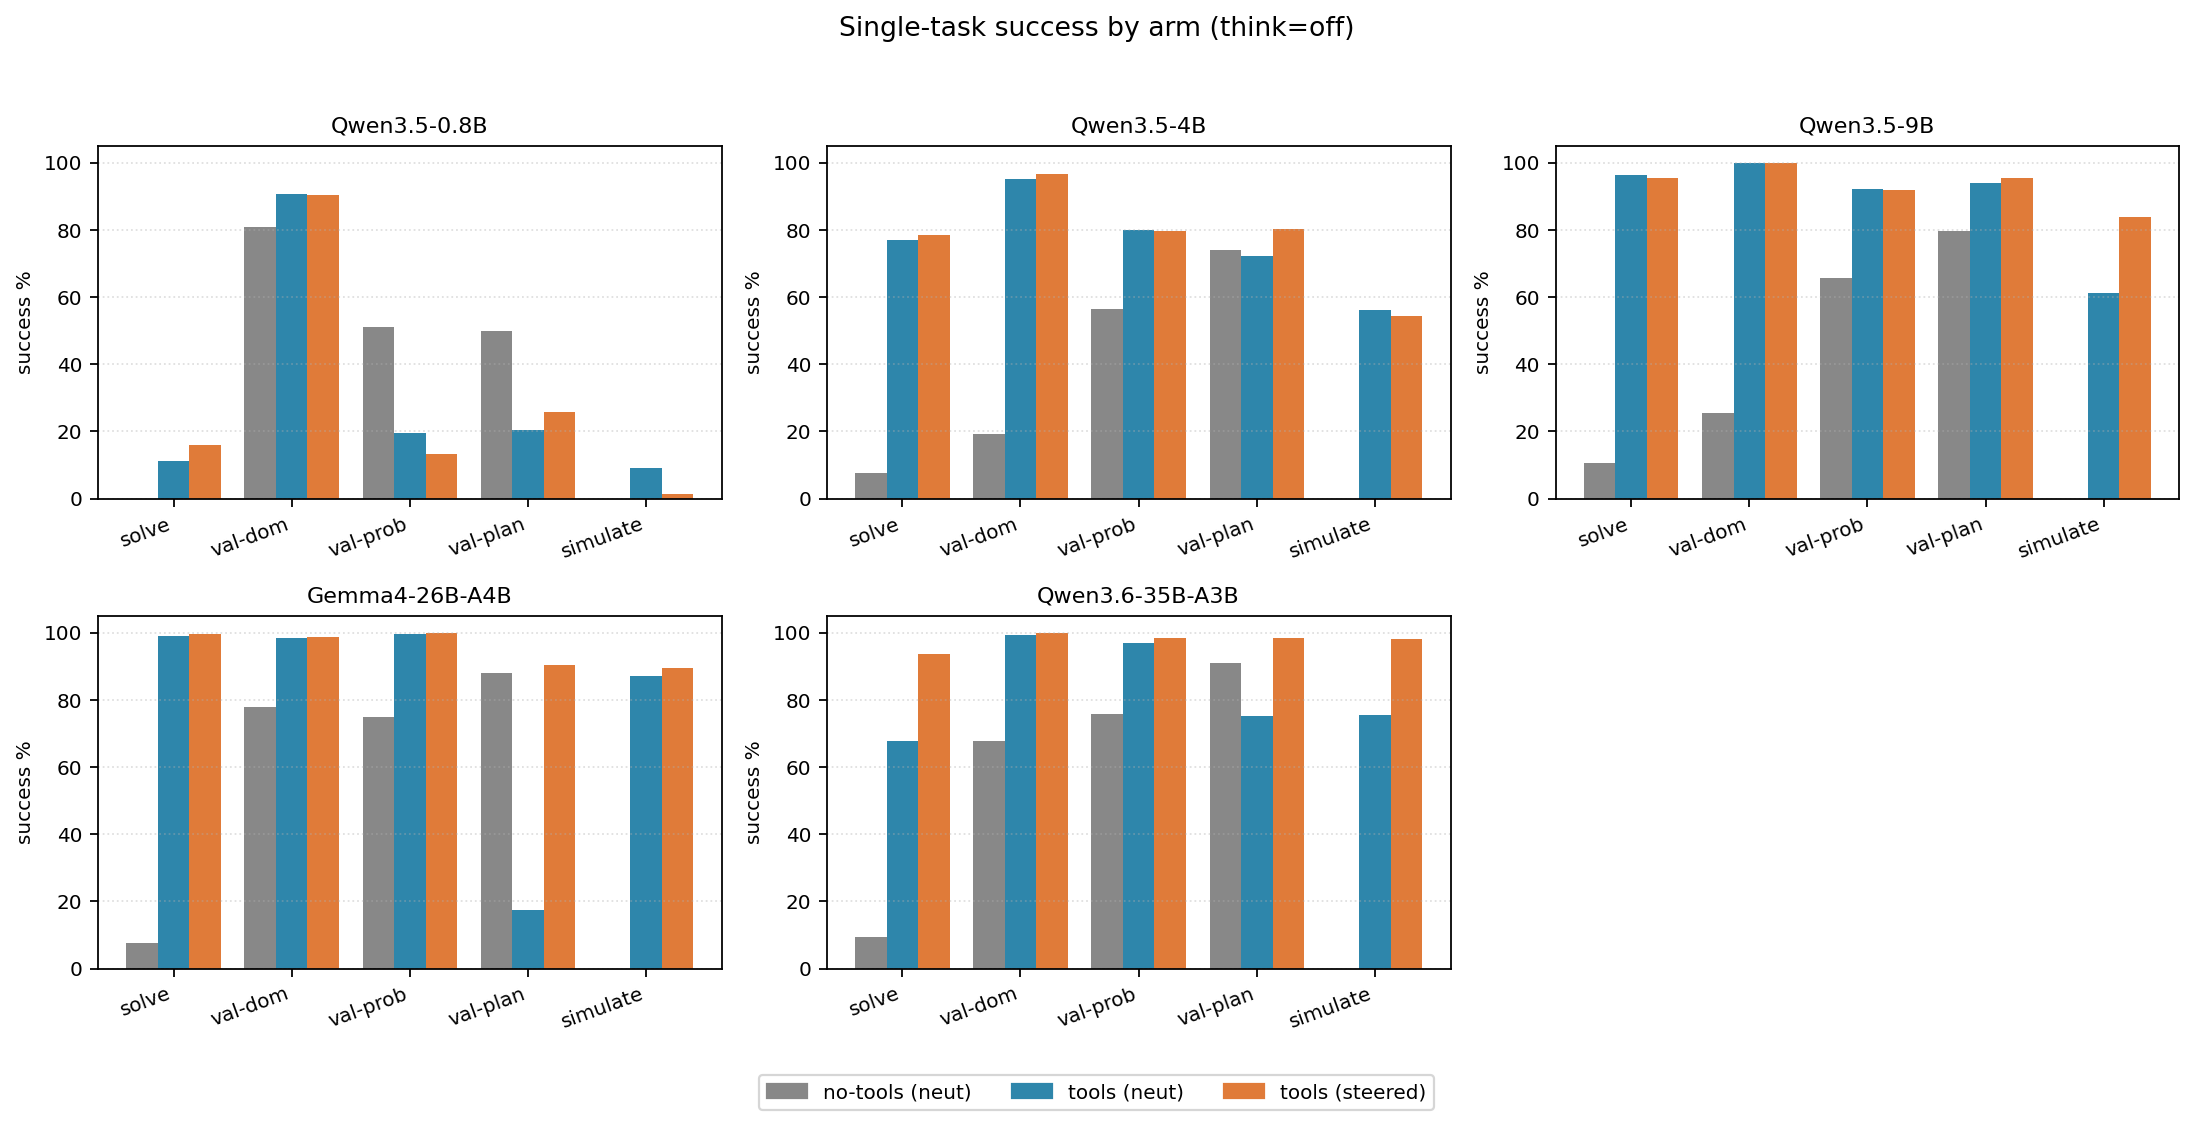 Single-task success by arm (think=off)
Qwen3.5-0.8B
success %
100
80
60
40
20
0
solve
val-dom
val-prob
val-plan
simulate
Qwen3.5-4B
success %
100
80
60
40
20
0
solve
val-dom
val-prob
val-plan
simulate
Qwen3.5-9B
success %
100
80
60
40
20
0
solve
val-dom
val-prob
val-plan
simulate
Gemma4-26B-A4B
success %
100
80
60
40
20
0
solve
val-dom
val-prob
val-plan
simulate
Qwen3.6-35B-A3B
success %
100
80
60
40
20
0
solve
val-dom
val-prob
val-plan
simulate
no-tools (neut)
tools (neut)
tools (steered)